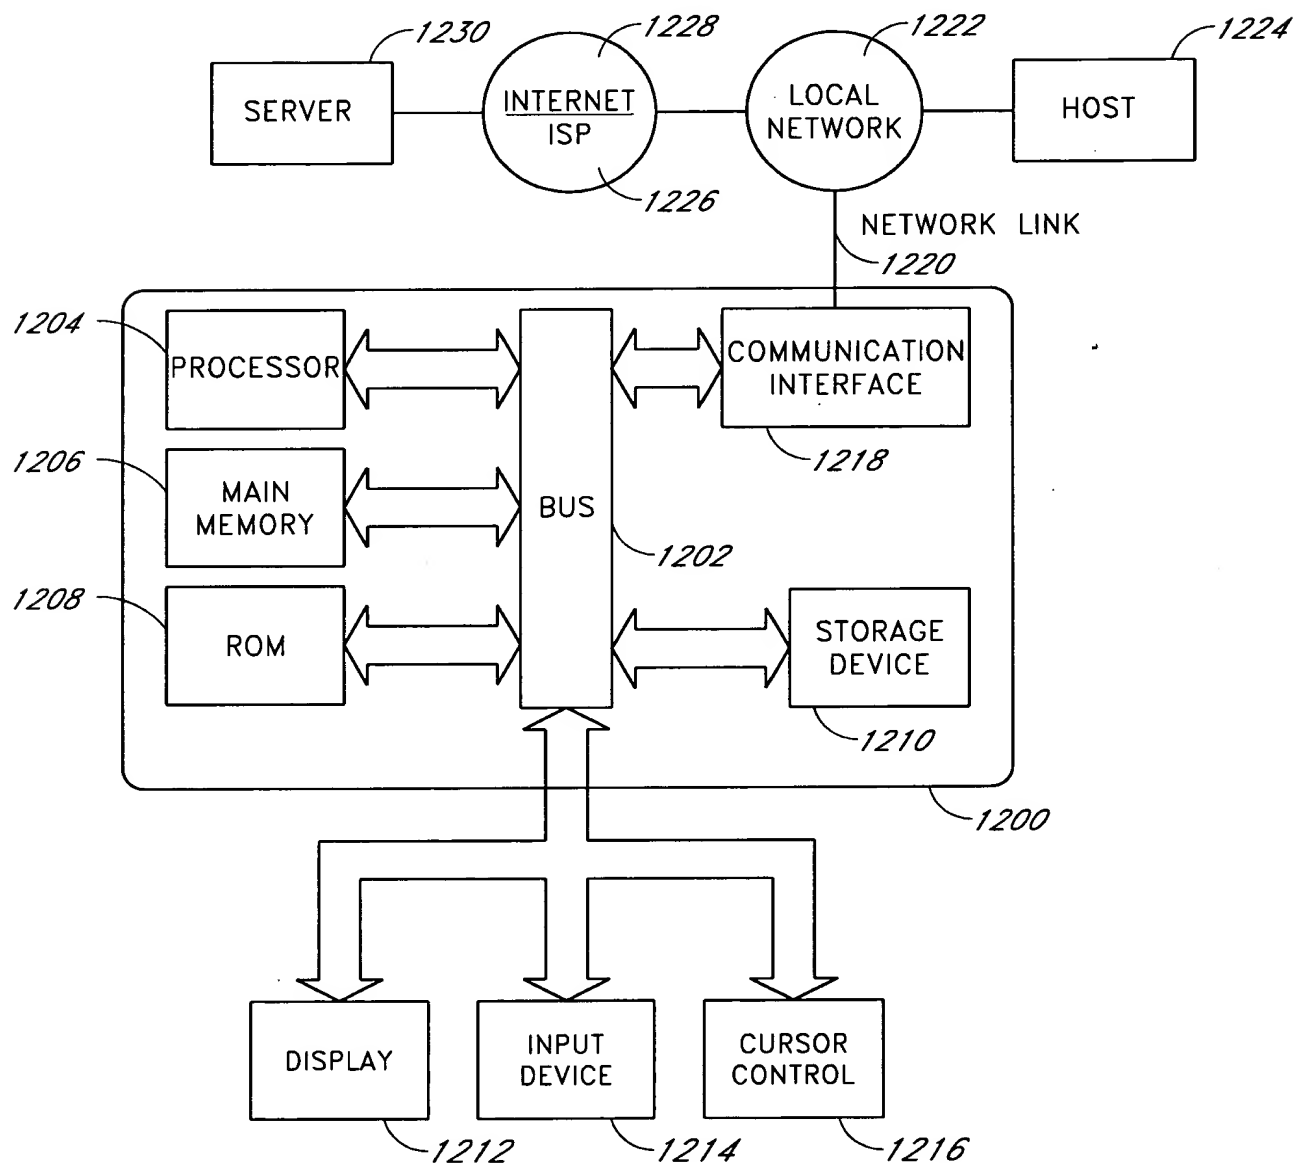 1230
1228
1222
1224
SERVER
INTERNET
ISP
LOCAL
NETWORK
HOST
1226
NETWORK LINK
1220
1204
PROCESSOR
COMMUNICATION
INTERFACE
1218
1206
MAIN
MEMORY
BUS
1202
1208
ROM
STORAGE
DEVICE
1210
1200
DISPLAY
INPUT
DEVICE
CURSOR
CONTROL
1212
1214
1216